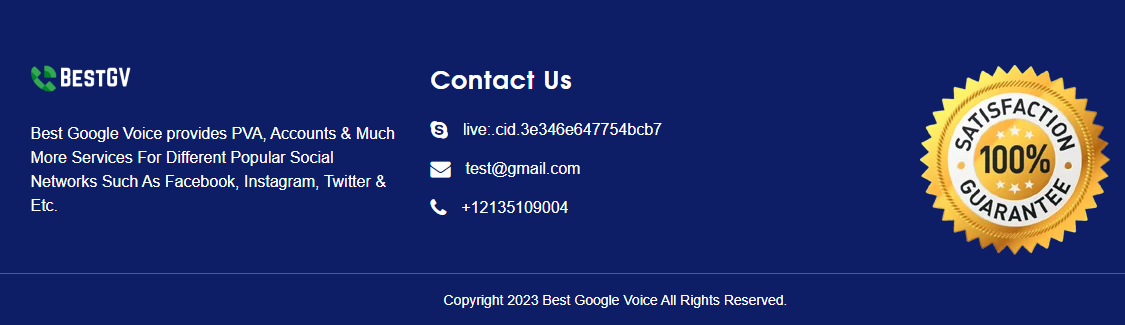 BESTGV
Best Google Voice provides PVA, Accounts & Much
More Services For Different Popular Social
Networks Such As Facebook, Instagram, Twitter &
Etc.
Contact Us
live:.cid.3e346e647754bcb7
test@gmail.com
+12135109004
SATISFACTION
100%
GUARANTEE
Copyright 2023 Best Google Voice All Rights Reserved.